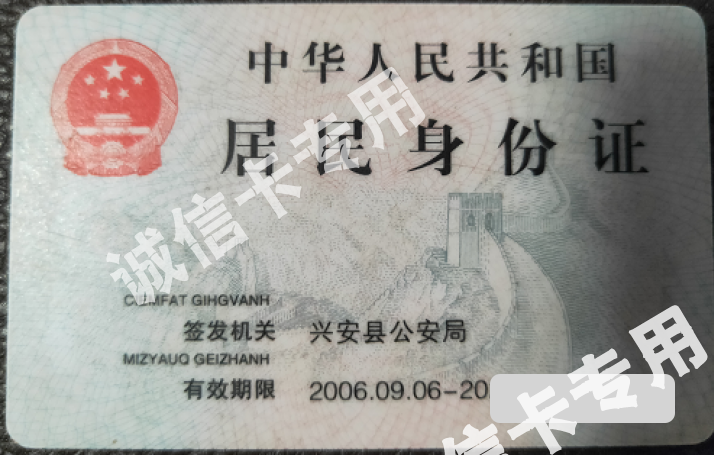 中华人民共和国
居民身份证
诚信卡专用
CIEMFAT GIHGVANH
签发机关 兴安县公安局
MIZYAUQ GEIZHANH
有效期限 2006.09.06-20
信卡专用